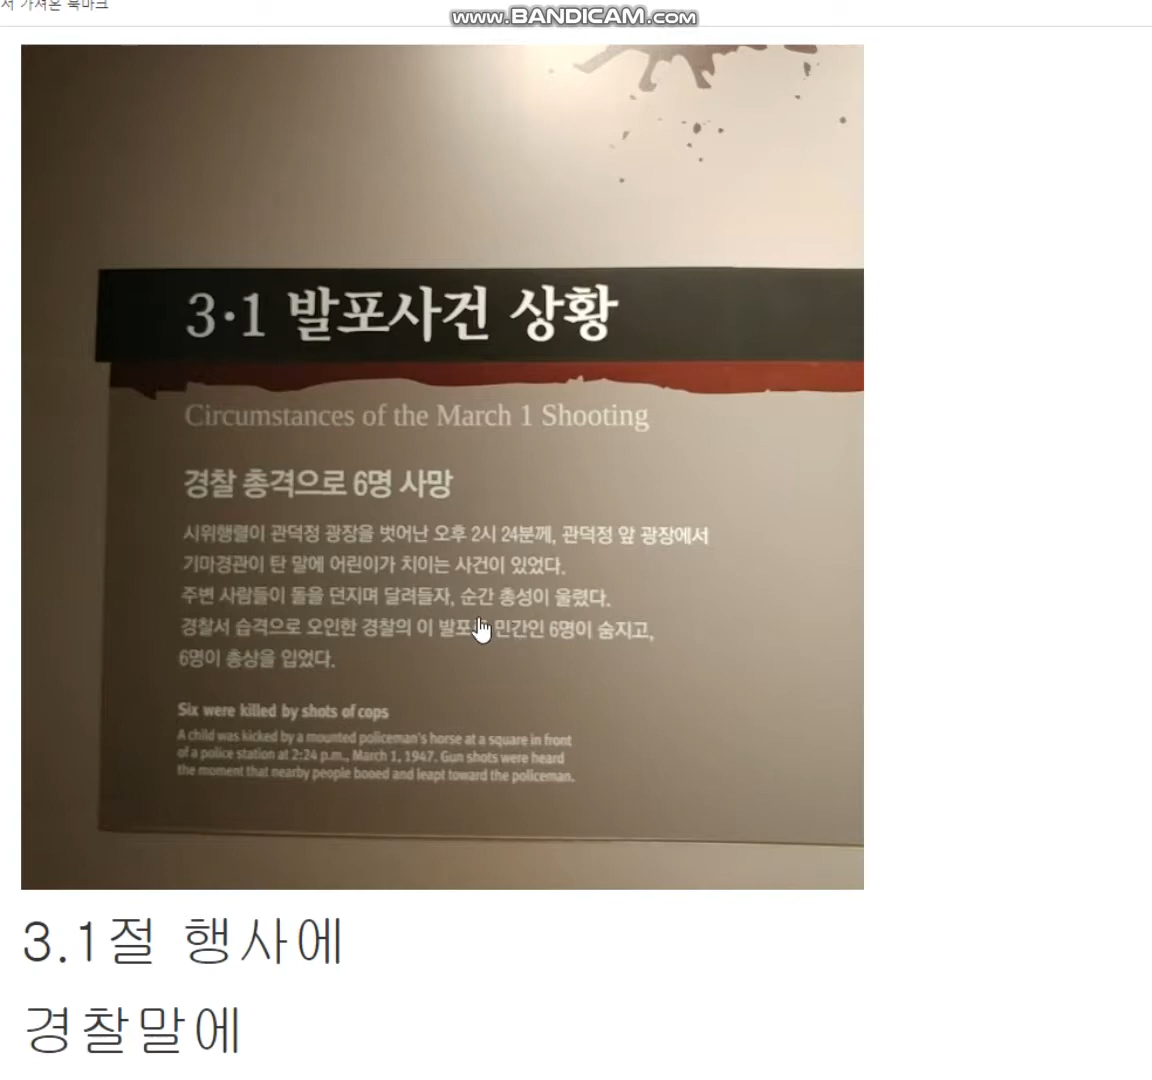 서 가져온 북마크
www.BANDICAM.com
3·1 발포사건 상황
Circumstances of the March 1 Shooting
경찰 총격으로 6명 사망
시위행렬이 관덕정 광장을 벗어난 오후 2시 24분께, 관덕정 앞 광장에서
기마경관이 탄 말에 어린이가 치이는 사건이 있었다.
주변 사람들이 돌을 던지며 달려들자, 순간 총성이 울렸다.
경찰서 습격으로 오인한 경찰의 이 민간인 6명이 숨지고,
6명이 총상을 입었다.
Six were killed by shots of cops
A child was kicked by a mounted policeman's horse at a square in front
of a police station at 2:24 p.m., March 1, 1947. Gun shots were heard
the moment that nearby people booed and leapt toward the policeman.
3.1절 행사에
경찰말에